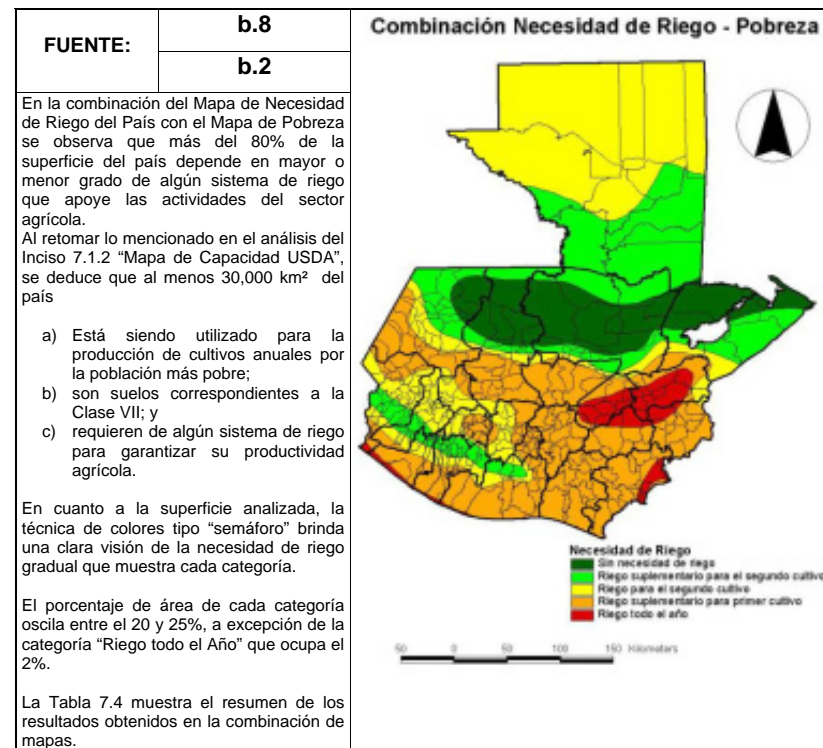 FUENTE:
b.8
b.2
En la combinación del Mapa de Necesidad
de Riego del País con el Mapa de Pobreza
se observa que más del 80% de la
superficie del país depende en mayor o
menor grado de algún sistema de riego
que apoye las actividades del sector
agrícola.
Al retomar lo mencionado en el análisis del
Inciso 7.1.2 “Mapa de Capacidad USDA”,
se deduce que al menos 30,000 km² del
país
a) Está siendo utilizado para la
producción de cultivos anuales por
la población más pobre;
b) son suelos correspondientes a la
Clase VII; y
c) requieren de algún sistema de riego
para garantizar su productividad
agrícola.
En cuanto a la superficie analizada, la
técnica de colores tipo “semáforo” brinda
una clara visión de la necesidad de riego
gradual que muestra cada categoría.
El porcentaje de área de cada categoría
oscila entre el 20 y 25%, a excepción de la
categoría “Riego todo el Año” que ocupa el
2%.
La Tabla 7.4 muestra el resumen de los
resultados obtenidos en la combinación de
mapas.
Combinación Necesidad de Riego - Pobreza
Necesidad de Riego
Sin necesidad de riego
Riego suplementario para el segundo cultivo
Riego para el segundo cultivo
Riego suplementario para primer cultivo
Riego todo el año
50 0 50 100 150 Kilometers